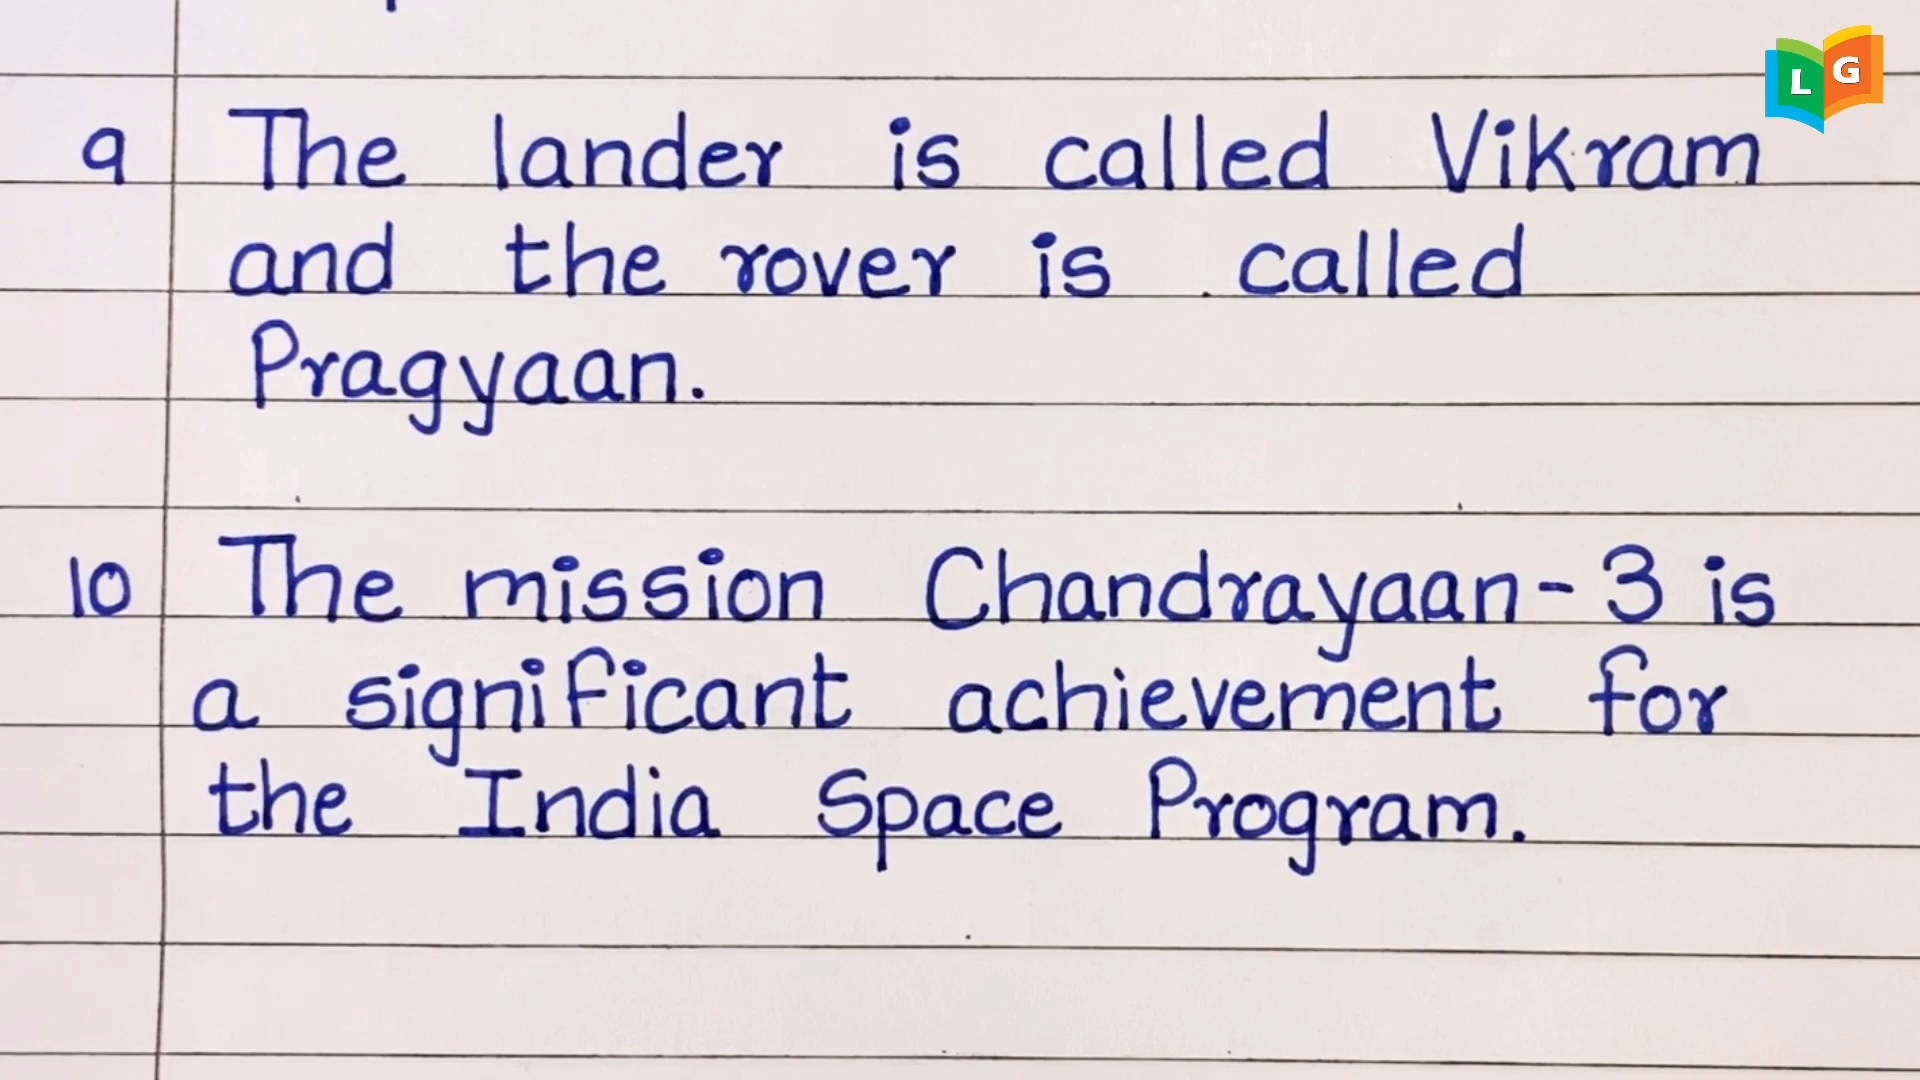 L G
9 The lander is called Vikram
and the rover is called
Pragyaan.
10 The mission Chandrayaan-3 is
a significant achievement for
the India Space Program.